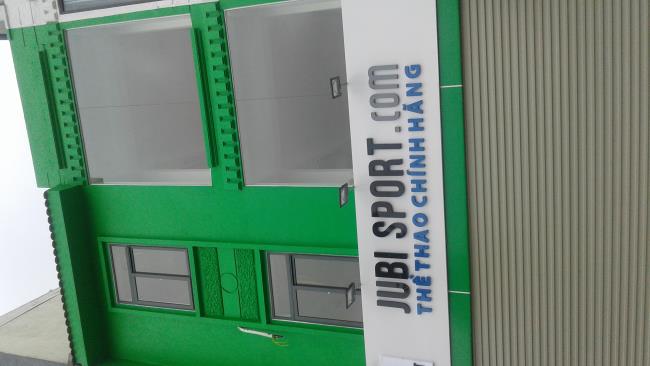 JUBI SPORT.com
THỂ THAO CHÍNH HÃNG